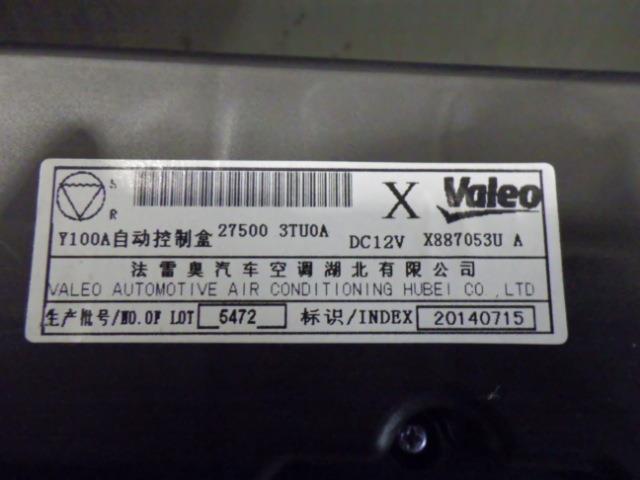 S
R
X Valeo
Y100A自动控制盒 27500 3TU0A DC12V X887053U A
法雷奥汽车空调湖北有限公司
VALEO AUTOMOTIVE AIR CONDITIONING HUBEI CO.,LTD
生产批号/NO.OF LOT 5472 标识/INDEX 20140715